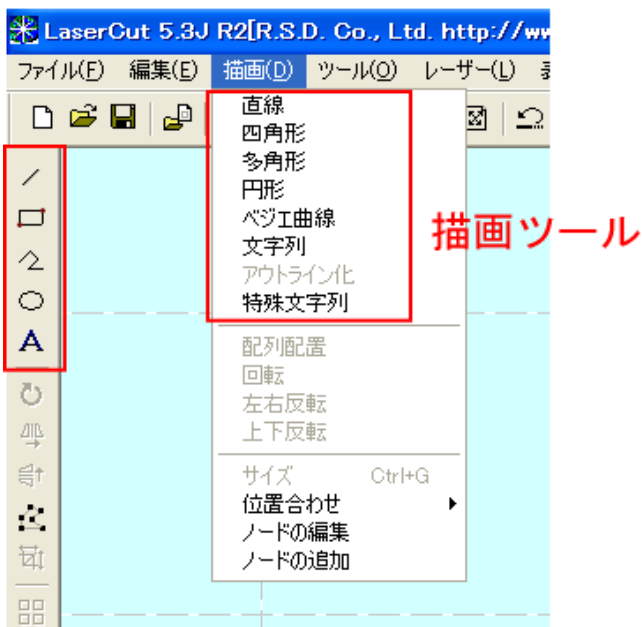 LaserCut 5.3J R2[R.S.D. Co., Ltd. http://ww
ファイル(F) 編集(E) 描画(D) ツール(O) レーザー(L)
直線
四角形
多角形
円形
ベジエ曲線
文字列
アウトライン化
特殊文字列
描画ツール
A
配列配置
回転
左右反転
上下反転
サイズ Ctrl+G
位置合わせ
ノードの編集
ノードの追加